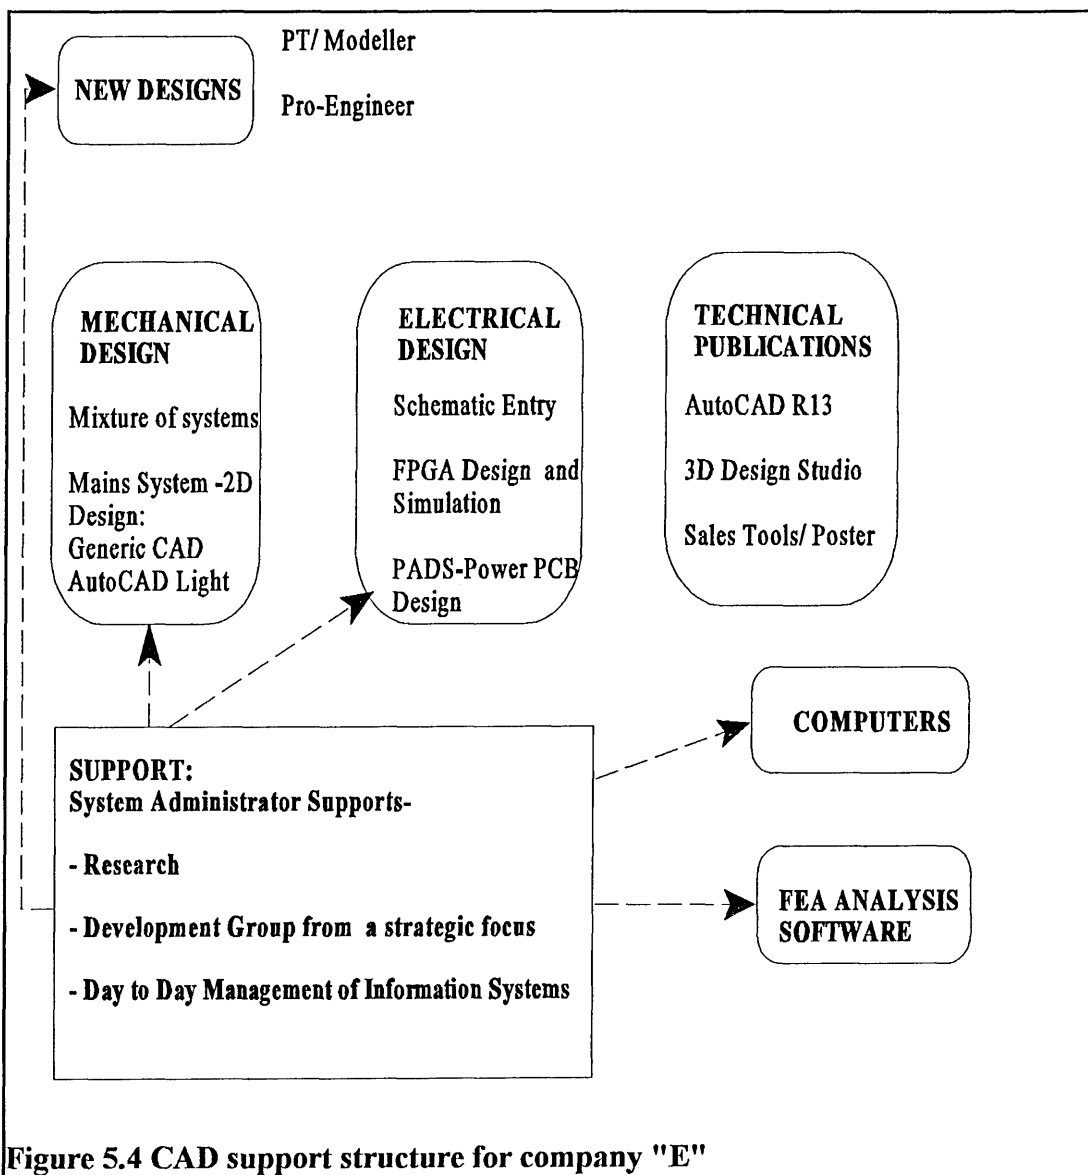 PT/ Modeller
NEW DESIGNS
Pro-Engineer
MECHANICAL
DESIGN
Mixture of systems
Mains System -2D
Design:
Generic CAD
AutoCAD Light
ELECTRICAL
DESIGN
Schematic Entry
FPGA Design and
Simulation
PADS-Power PCB
Design
TECHNICAL
PUBLICATIONS
AutoCAD R13
3D Design Studio
Sales Tools/ Poster
SUPPORT:
System Administrator Supports-
- Research
- Development Group from a strategic focus
- Day to Day Management of Information Systems
COMPUTERS
FEA ANALYSIS
SOFTWARE
Figure 5.4 CAD support structure for company "E"